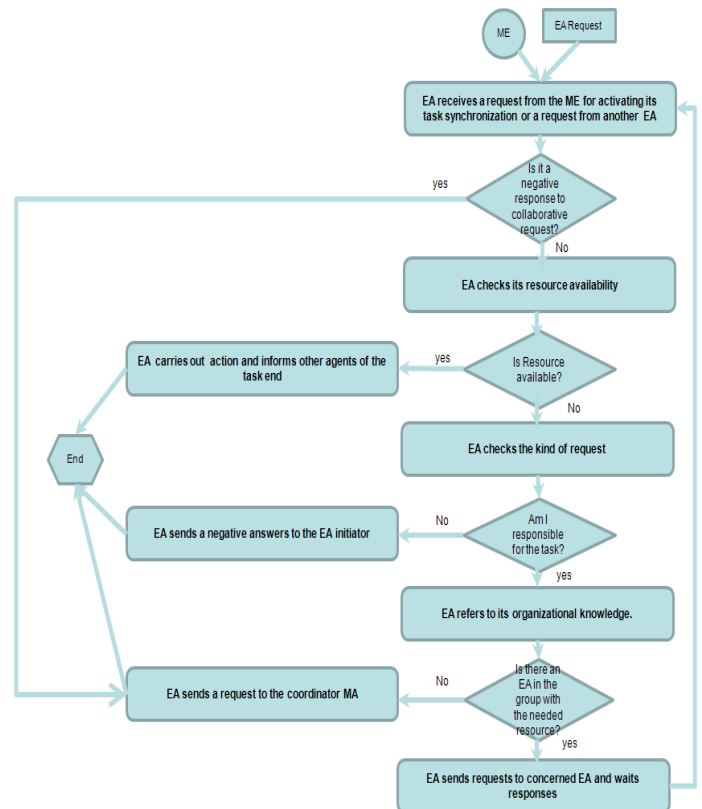 ME
EA Request
EA receives a request from the ME for activating its
task synchronization or a request from another EA
Is it a
negative
response to
collaborative
request?
yes
No
EA checks its resource availability
EA carries out action and informs other agents of the
task end
yes
Is Resource
available?
No
EA checks the kind of request
End
EA sends a negative answers to the EA initiator
No
Am I
responsible
for the task?
yes
EA refers to its organizational knowledge.
Is there an
EA in the
group with
the needed
resource?
No
EA sends a request to the coordinator MA
yes
EA sends requests to concerned EA and waits
responses